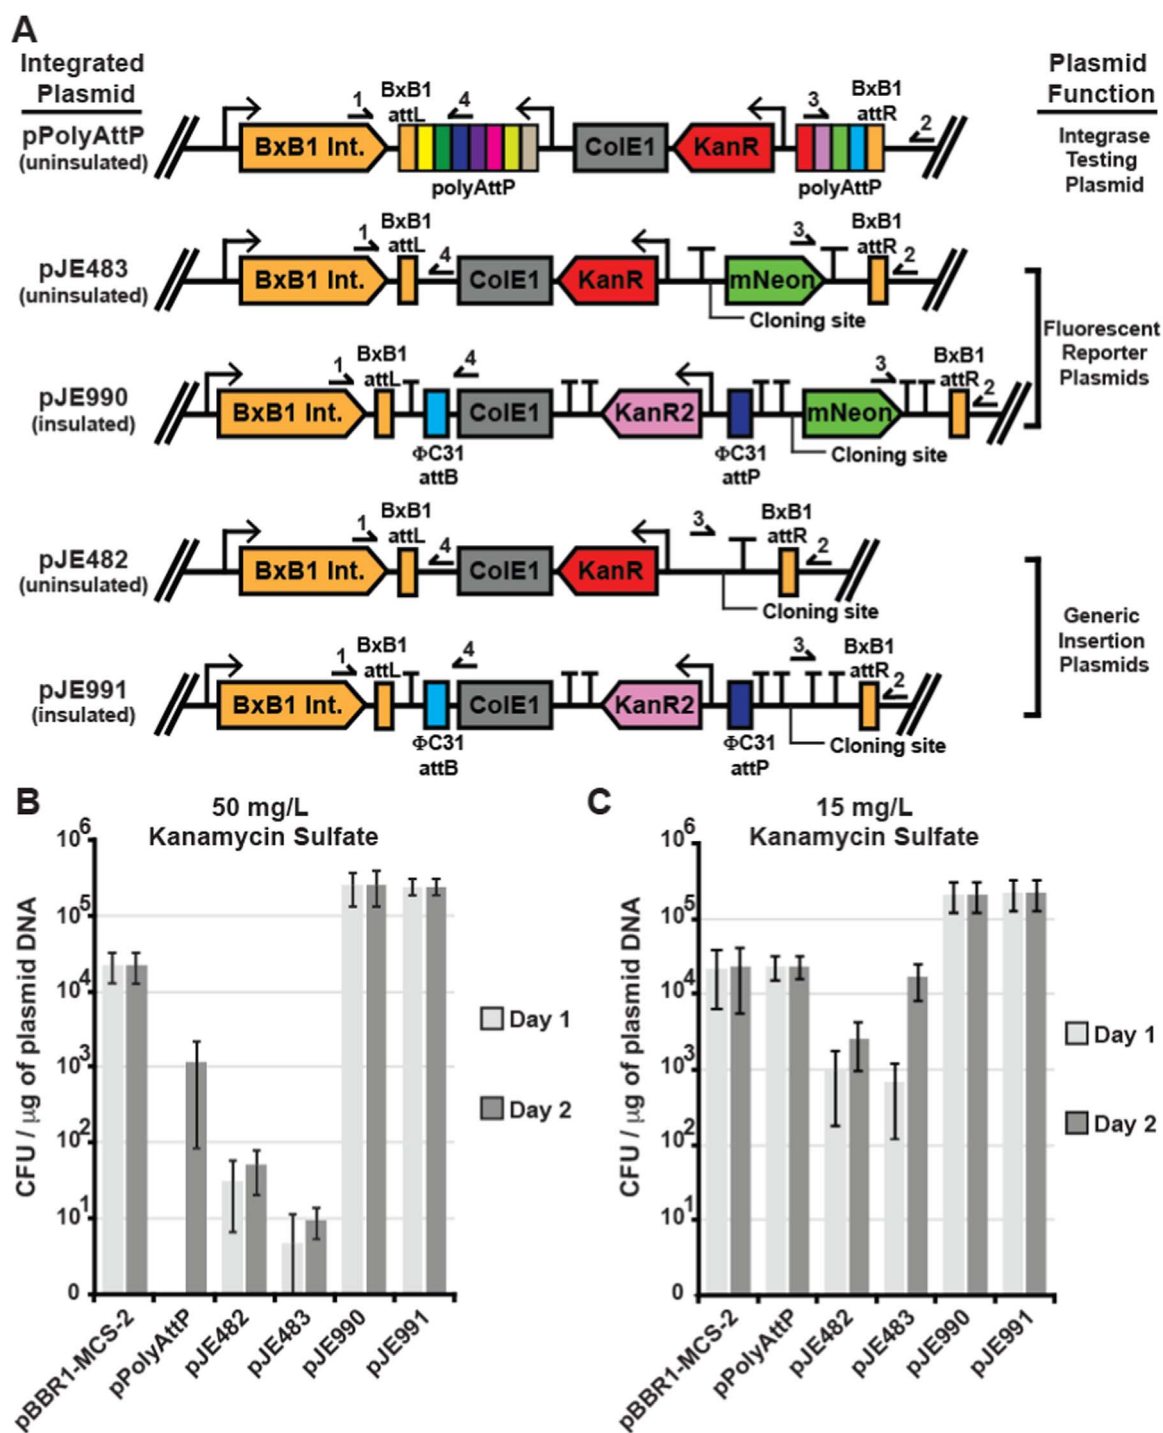 A
Integrated
Plasmid
Plasmid
Function
pPolyAttP
(uninsulated)
1
BxB1
attL
4
3
BxB1
attR
2
BxB1 Int.
ColE1
KanR
polyAttP
polyAttP
Integrase
Testing
Plasmid
pJE483
(uninsulated)
1
BxB1
attL
4
3
BxB1
attR
2
BxB1 Int.
ColE1
KanR
mNeon
Cloning site
Fluorescent
Reporter
Plasmids
pJE990
(insulated)
1
BxB1
attL
4
3
BxB1
attR
2
BxB1 Int.
ColE1
KanR2
mNeon
ΦC31
attB
ΦC31
attP
Cloning site
pJE482
(uninsulated)
1
BxB1
attL
4
3
BxB1
attR
2
BxB1 Int.
ColE1
KanR
Cloning site
Generic
Insertion
Plasmids
pJE991
(insulated)
1
BxB1
attL
4
3
BxB1
attR
2
BxB1 Int.
ColE1
KanR2
ΦC31
attB
ΦC31
attP
Cloning site
B
50 mg/L
Kanamycin Sulfate
CFU / µg of plasmid DNA
10^6
10^5
10^4
10^3
10^2
10^1
0
pBBR1-MCS-2
pPolyAttP
pJE482
pJE483
pJE990
pJE991
Day 1
Day 2
C
15 mg/L
Kanamycin Sulfate
CFU / µg of plasmid DNA
10^6
10^5
10^4
10^3
10^2
10^1
0
pBBR1-MCS-2
pPolyAttP
pJE482
pJE483
pJE990
pJE991
Day 1
Day 2